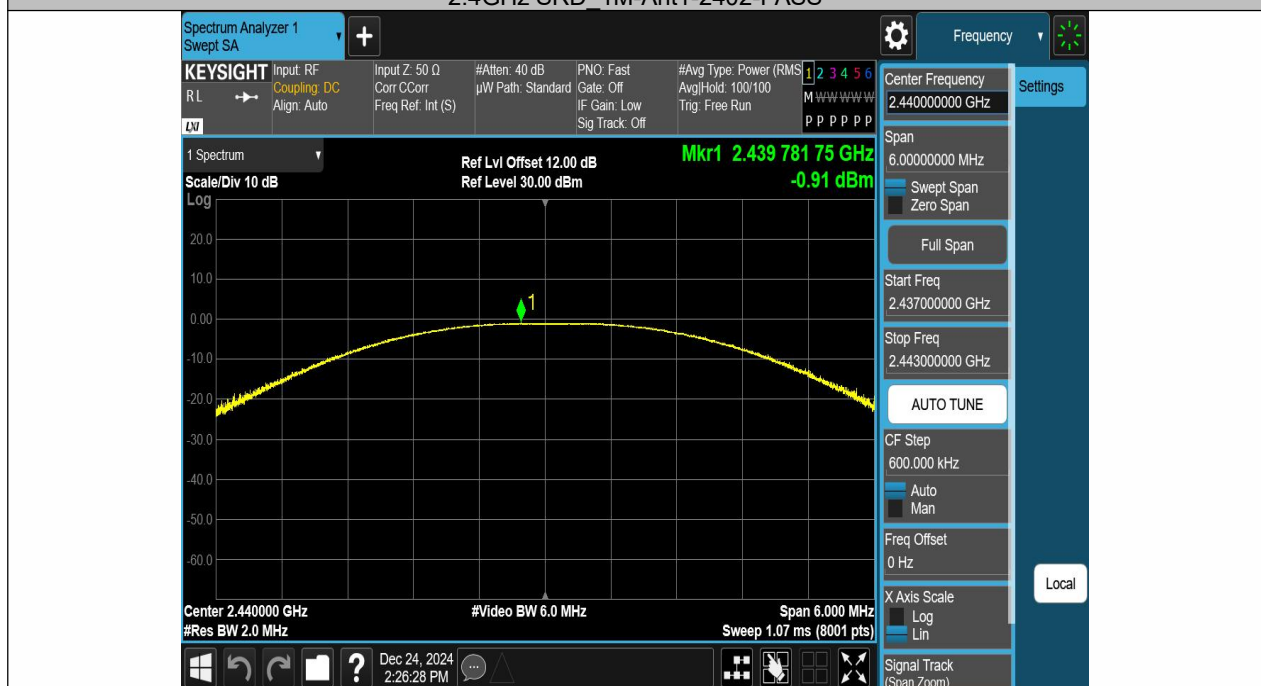 2.4GHz SRD_1M-Ant1-2402-PASS
Spectrum Analyzer 1
Swept SA
+
Frequency
KEYSIGHT
RL
LXI
Input: RF
Coupling: DC
Align: Auto
Input Z: 50 Ω
Corr CCorr
Freq Ref: Int (S)
#Atten: 40 dB
µW Path: Standard
PNO: Fast
Gate: Off
IF Gain: Low
Sig Track: Off
#Avg Type: Power (RMS
Avg|Hold: 100/100
Trig: Free Run
1 2 3 4 5 6
M W W W W W
P P P P P P
1 Spectrum
Scale/Div 10 dB
Log
Ref Lvl Offset 12.00 dB
Ref Level 30.00 dBm
Mkr1 2.439 781 75 GHz
-0.91 dBm
20.0
10.0
0.00
-10.0
-20.0
-30.0
-40.0
-50.0
-60.0
1
Center 2.440000 GHz
#Res BW 2.0 MHz
#Video BW 6.0 MHz
Span 6.000 MHz
Sweep 1.07 ms (8001 pts)
?
Dec 24, 2024
2:26:28 PM
Center Frequency
2.440000000 GHz
Settings
Span
6.00000000 MHz
Swept Span
Zero Span
Full Span
Start Freq
2.437000000 GHz
Stop Freq
2.443000000 GHz
AUTO TUNE
CF Step
600.000 kHz
Auto
Man
Freq Offset
0 Hz
X Axis Scale
Log
Lin
Local
Signal Track
(Span Zoom)